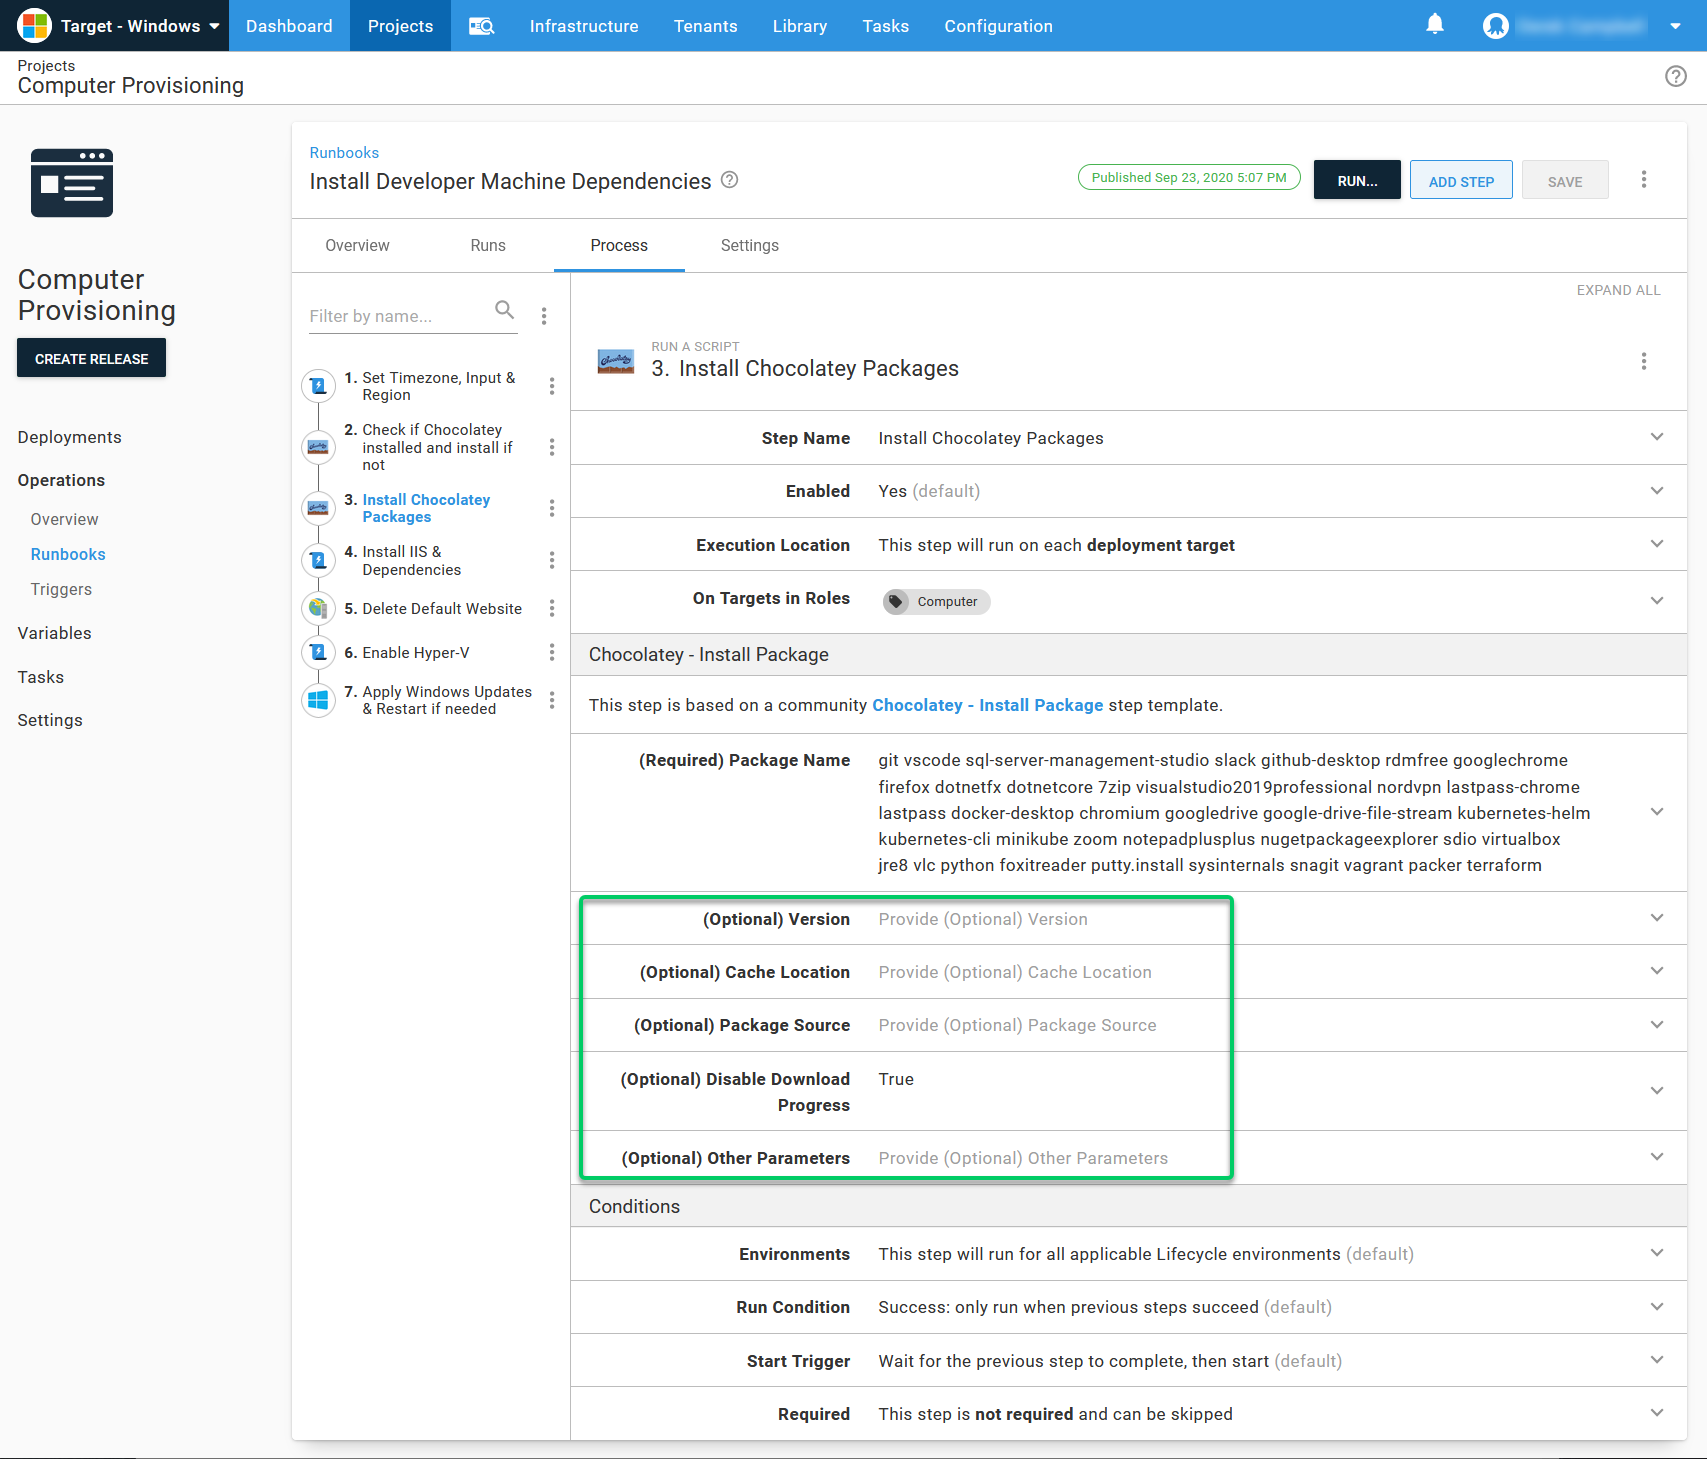 Target - Windows
Dashboard
Projects
Infrastructure
Tenants
Library
Tasks
Configuration
Projects
Computer Provisioning
Computer
Provisioning
CREATE RELEASE
Deployments
Operations
Overview
Runbooks
Triggers
Variables
Tasks
Settings
Runbooks
Install Developer Machine Dependencies
Published Sep 23, 2020 5:07 PM
RUN...
ADD STEP
SAVE
Overview
Runs
Process
Settings
Filter by name...
1. Set Timezone, Input &
Region
2. Check if Chocolatey
installed and install if
not
3. Install Chocolatey
Packages
4. Install IIS &
Dependencies
5. Delete Default Website
6. Enable Hyper-V
7. Apply Windows Updates
& Restart if needed
EXPAND ALL
RUN A SCRIPT
3. Install Chocolatey Packages
Step Name
Install Chocolatey Packages
Enabled
Yes (default)
Execution Location
This step will run on each deployment target
On Targets in Roles
Computer
Chocolatey - Install Package
This step is based on a community Chocolatey - Install Package step template.
(Required) Package Name
git vscode sql-server-management-studio slack github-desktop rdmfree googlechrome
firefox dotnetfx dotnetcore 7zip visualstudio2019professional nordvpn lastpass-chrome
lastpass docker-desktop chromium googledrive google-drive-file-stream kubernetes-helm
kubernetes-cli minikube zoom notepadplusplus nugetpackageexplorer sdio virtualbox
jre8 vlc python foxitreader putty.install sysinternals snagit vagrant packer terraform
(Optional) Version
Provide (Optional) Version
(Optional) Cache Location
Provide (Optional) Cache Location
(Optional) Package Source
Provide (Optional) Package Source
(Optional) Disable Download
Progress
True
(Optional) Other Parameters
Provide (Optional) Other Parameters
Conditions
Environments
This step will run for all applicable Lifecycle environments (default)
Run Condition
Success: only run when previous steps succeed (default)
Start Trigger
Wait for the previous step to complete, then start (default)
Required
This step is not required and can be skipped